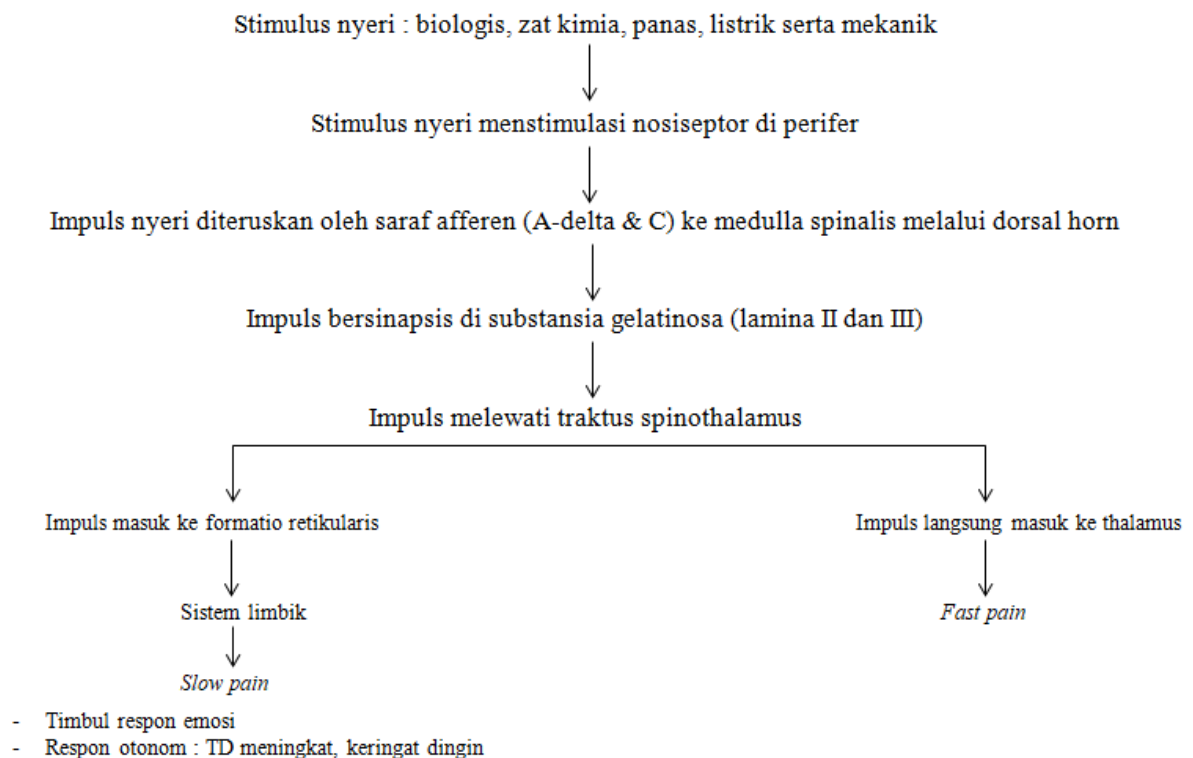 Stimulus nyeri : biologis, zat kimia, panas, listrik serta mekanik
Stimulus nyeri menstimulasi nosiseptor di perifer
Impuls nyeri diteruskan oleh saraf afferen (A-delta & C) ke medulla spinalis melalui dorsal horn
Impuls bersinapsis di substansia gelatinosa (lamina II dan III)
Impuls melewati traktus spinothalamus
Impuls masuk ke formatio retikularis
Impuls langsung masuk ke thalamus
Sistem limbik
Fast pain
Slow pain
- Timbul respon emosi
- Respon otonom : TD meningkat, keringat dingin